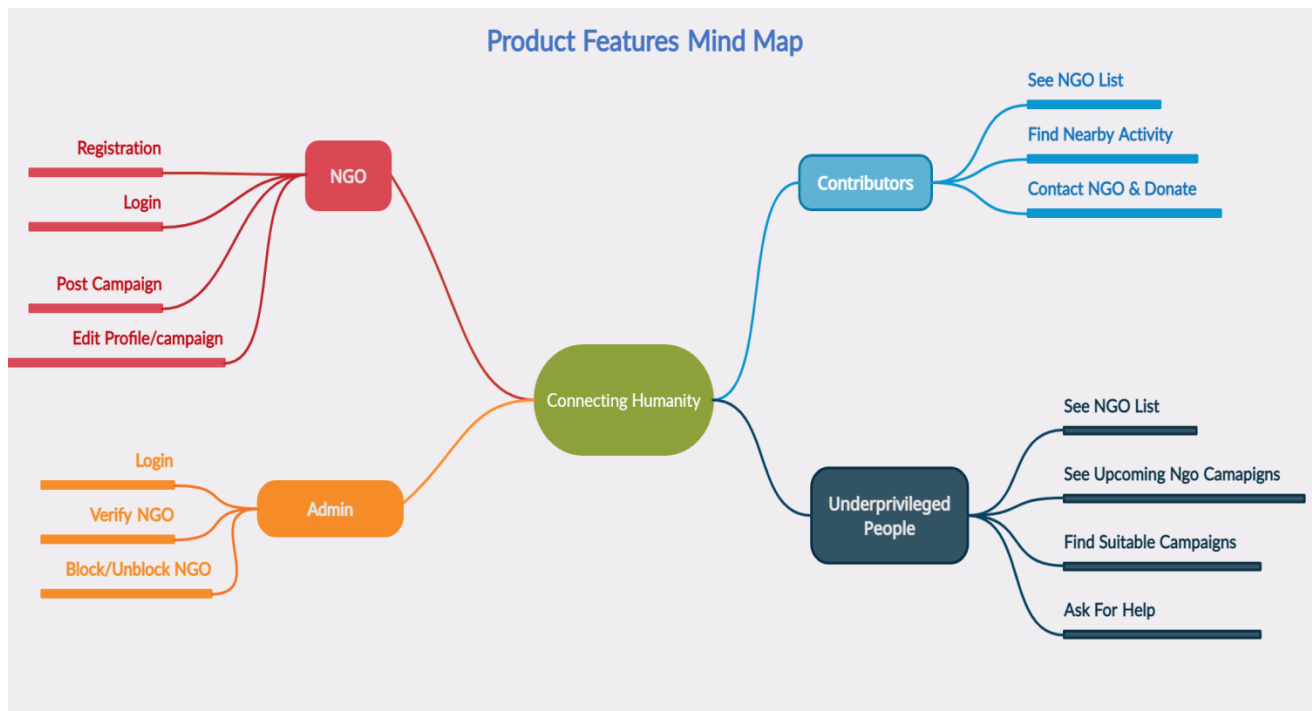 Product Features Mind Map
NGO
Registration
Login
Post Campaign
Edit Profile/campaign
Admin
Login
Verify NGO
Block/Unblock NGO
Connecting Humanity
Contributors
See NGO List
Find Nearby Activity
Contact NGO & Donate
Underprivileged
People
See NGO List
See Upcoming Ngo Camapigns
Find Suitable Campaigns
Ask For Help